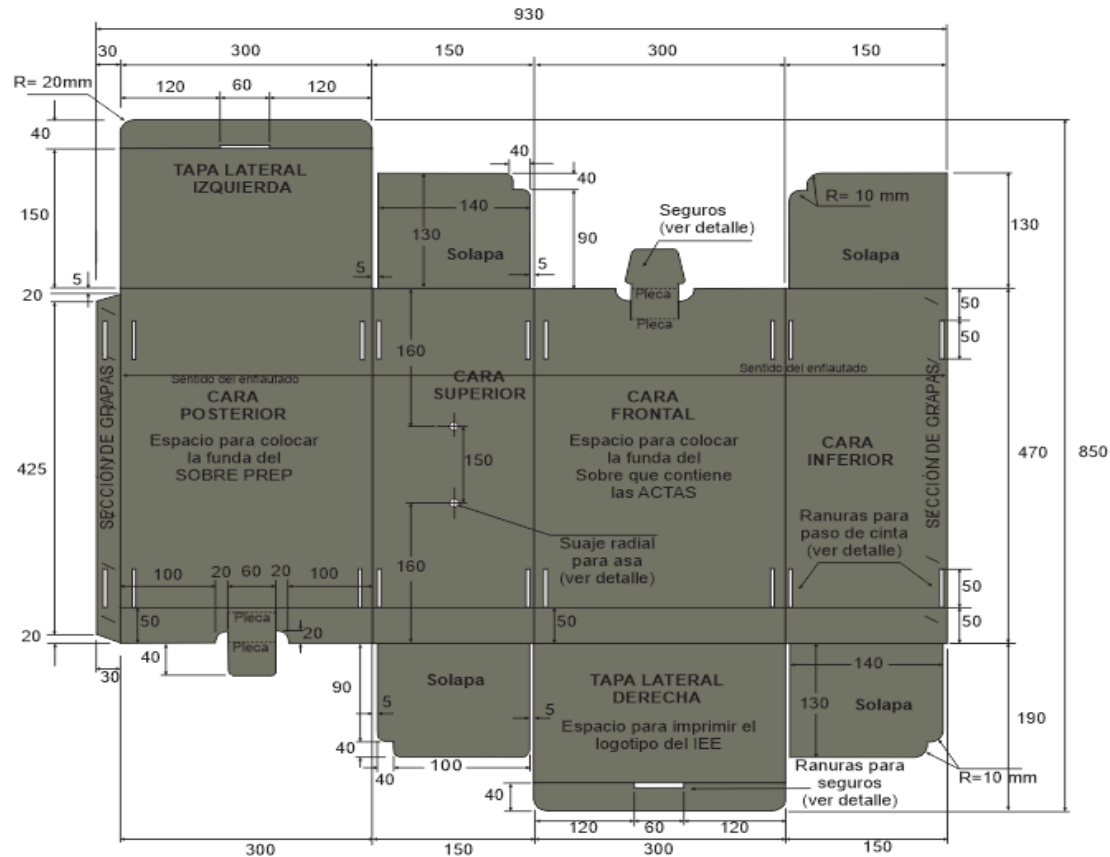 930
30
300
150
300
150
R= 20mm
120
60
120
40
TAPA LATERAL
IZQUIERDA
40
40
R= 10 mm
150
140
Seguros
(ver detalle)
130
90
130
Solapa
Solapa
5
5
5
20
Pleca
50
Pleca
50
160
Sentido del enflautado
Sentido del enflautado
CARA
POSTERIOR
CARA
SUPERIOR
CARA
FRONTAL
SECCIÓN DE GRAPAS
SECCIÓN DE GRAPAS
Espacio para colocar
la funda del
SOBRE PREP
Espacio para colocar
la funda del
Sobre que contiene
las ACTAS
CARA
INFERIOR
425
150
470
850
Ranuras para
paso de cinta
(ver detalle)
Suaje radial
para asa
(ver detalle)
160
100
20
60
20
100
50
50
Pleca
50
50
20
20
Pleca
40
30
Solapa
TAPA LATERAL
DERECHA
140
90
5
5
130
Solapa
190
Espacio para imprimir el
logotipo del IEE
40
40
100
Ranuras para
seguros
(ver detalle)
R=10 mm
40
120
60
120
300
150
300
150